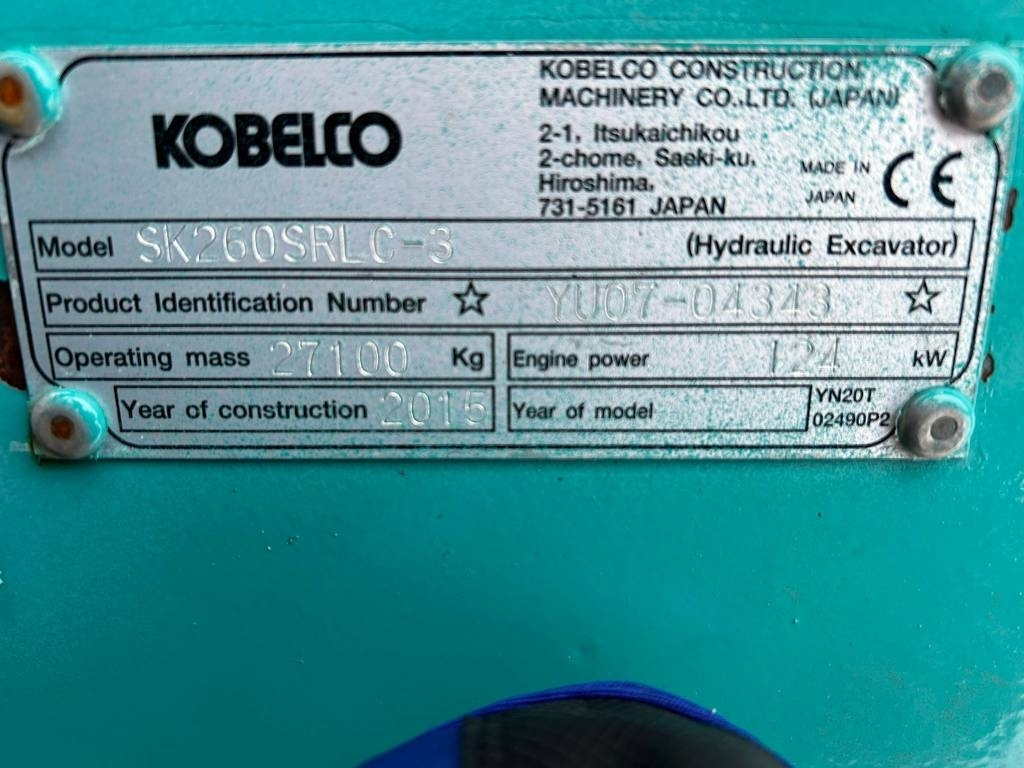 KOBELCO
KOBELCO CONSTRUCTION
MACHINERY CO.,LTD. (JAPAN)
2-1, Itsukaichikou
2-chome, Saeki-ku,
Hiroshima,
731-5161 JAPAN
MADE IN
JAPAN
CE
Model SK260SRLC-3 (Hydraulic Excavator)
Product Identification Number ☆ YU07-04343 ☆
Operating mass 27100 Kg
Engine power 124 kW
Year of construction 2015
Year of model
YN20T
02490P2